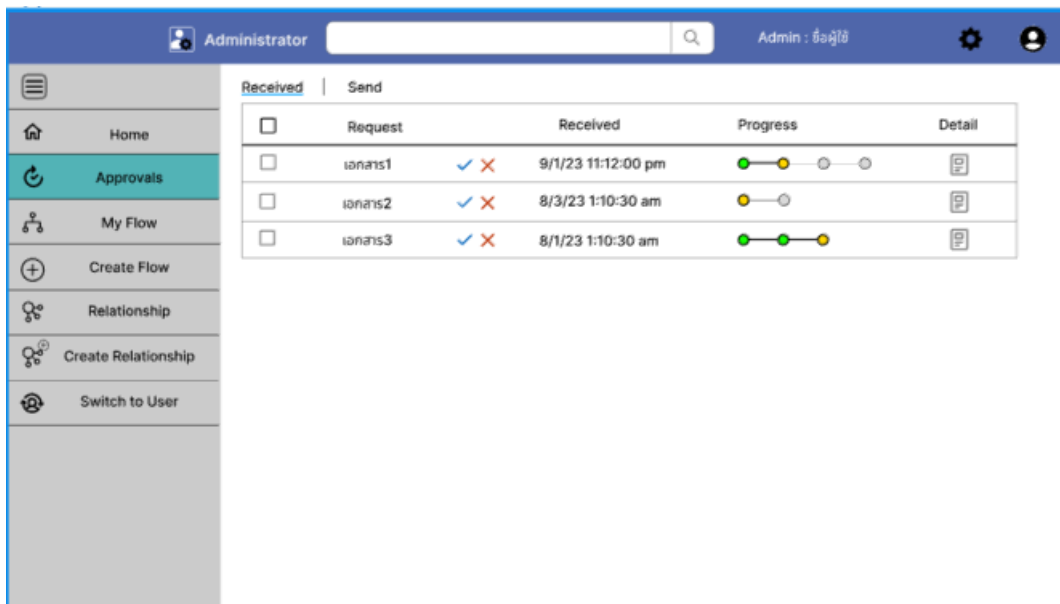 Administrator
Admin : ชื่อผู้ใช้
Received | Send
Home
Approvals
My Flow
Create Flow
Relationship
Create Relationship
Switch to User
Request Received Progress Detail
เอกสาร1 9/1/23 11:12:00 pm
เอกสาร2 8/3/23 1:10:30 am
เอกสาร3 8/1/23 1:10:30 am